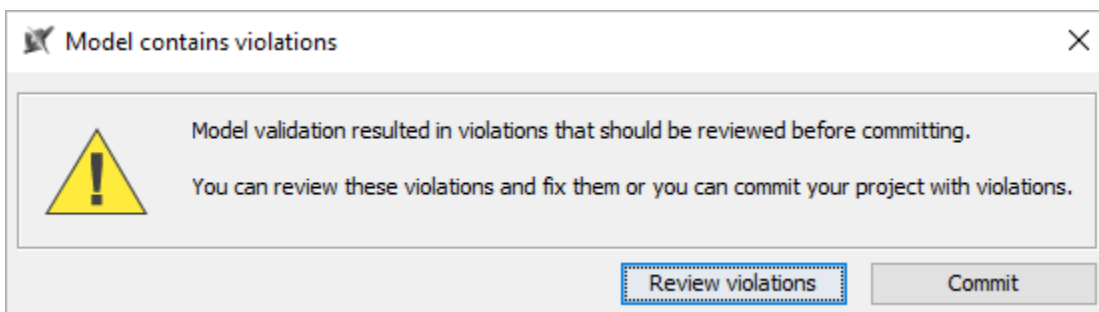 Model contains violations
Model validation resulted in violations that should be reviewed before committing.
You can review these violations and fix them or you can commit your project with violations.
Review violations
Commit